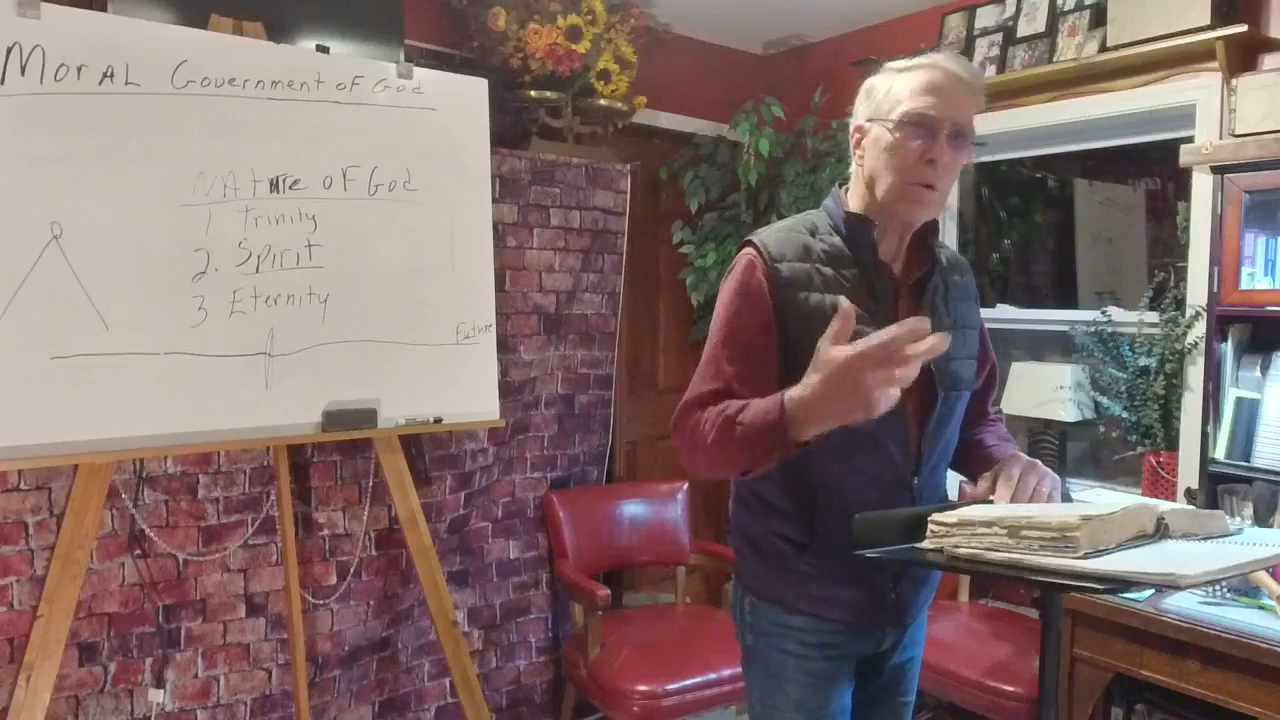 Moral Government of God
Nature of God
1 Trinity
2. Spirit
3 Eternity
Future